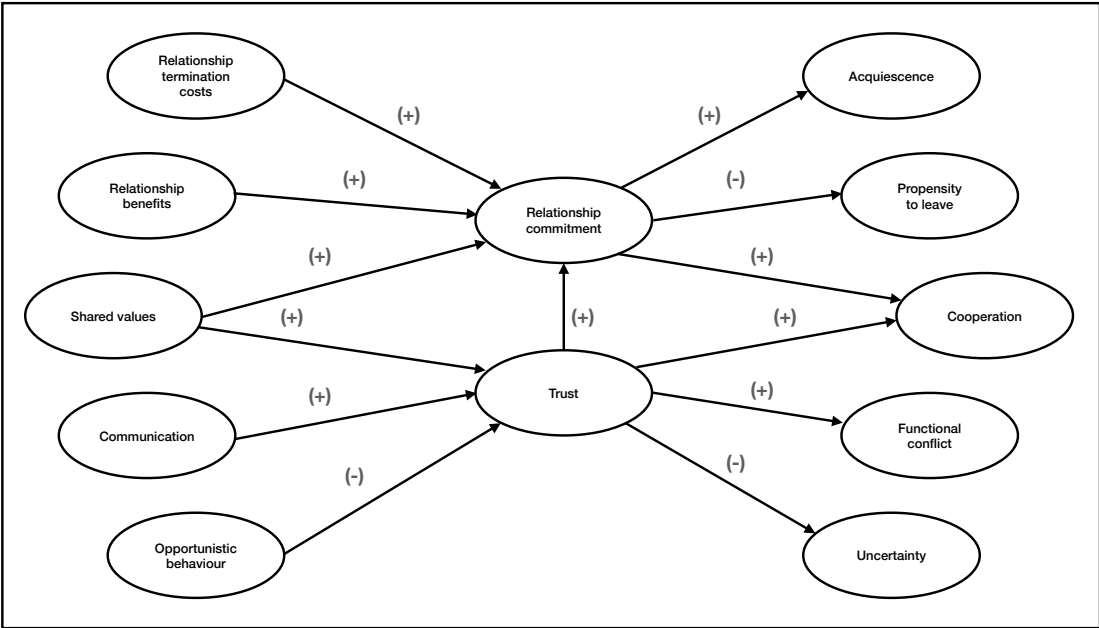 Relationship
termination
costs
(+)
(+)
Acquiescence
Relationship
benefits
(+)
(-)
Propensity
to leave
Relationship
commitment
(+)
(+)
Shared values
(+)
(+)
(+)
Cooperation
Trust
(+)
(+)
Communication
Functional
conflict
(-)
(-)
Opportunistic
behaviour
Uncertainty